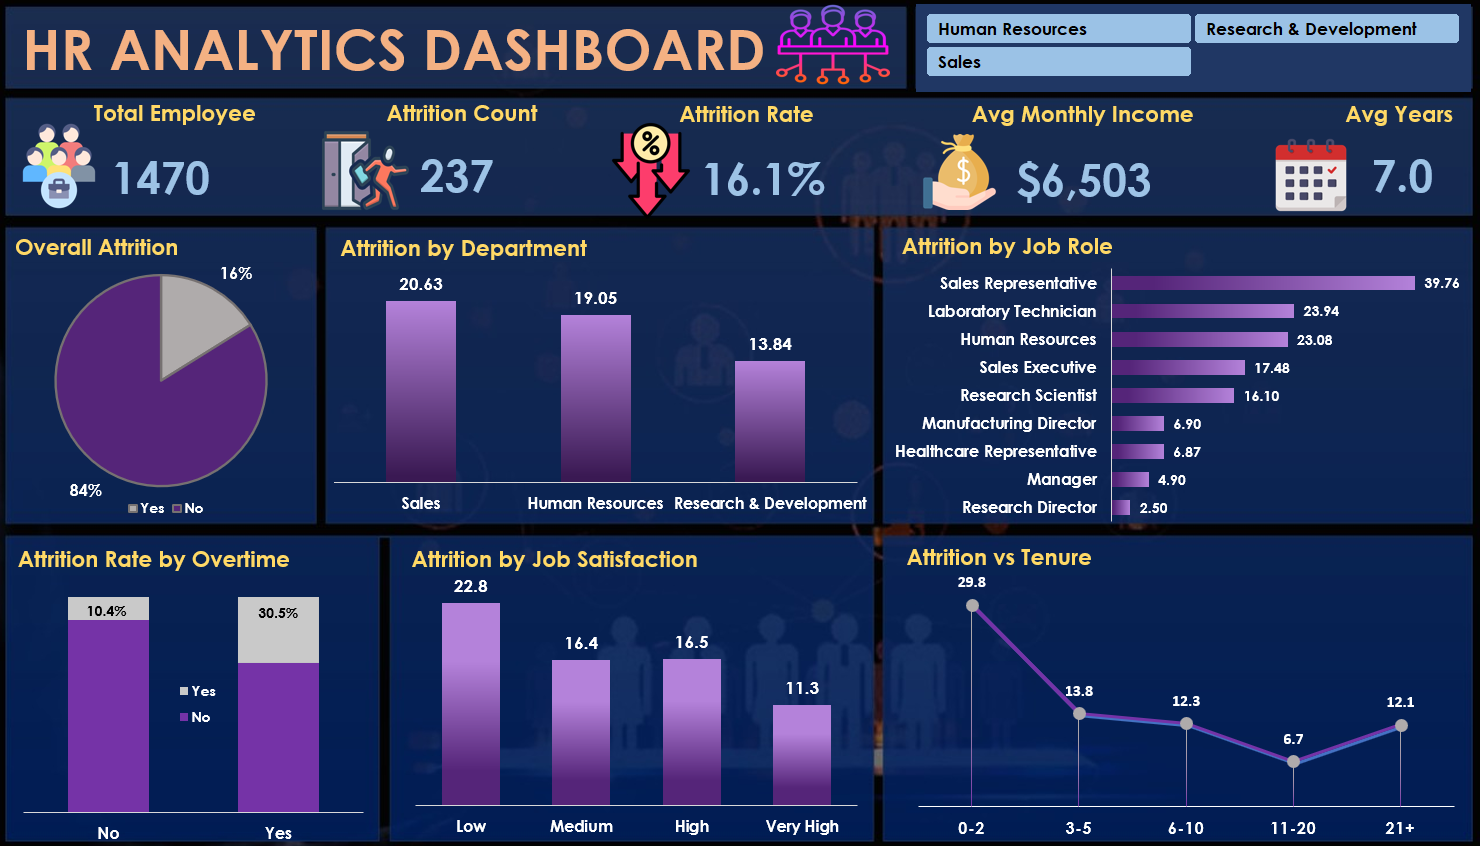 HR ANALYTICS DASHBOARD
Human Resources
Research & Development
Sales
Total Employee
1470
Attrition Count
237
Attrition Rate
%
16.1%
Avg Monthly Income
$
$6,503
Avg Years
7.0
Overall Attrition
16%
84%
Yes No
Attrition by Department
20.63
19.05
13.84
Sales
Human Resources
Research & Development
Attrition by Job Role
Sales Representative 39.76
Laboratory Technician 23.94
Human Resources 23.08
Sales Executive 17.48
Research Scientist 16.10
Manufacturing Director 6.90
Healthcare Representative 6.87
Manager 4.90
Research Director 2.50
Attrition Rate by Overtime
10.4%
30.5%
Yes
No
No
Yes
Attrition by Job Satisfaction
22.8
16.4
16.5
11.3
Low
Medium
High
Very High
Attrition vs Tenure
29.8
13.8
12.3
6.7
12.1
0-2
3-5
6-10
11-20
21+